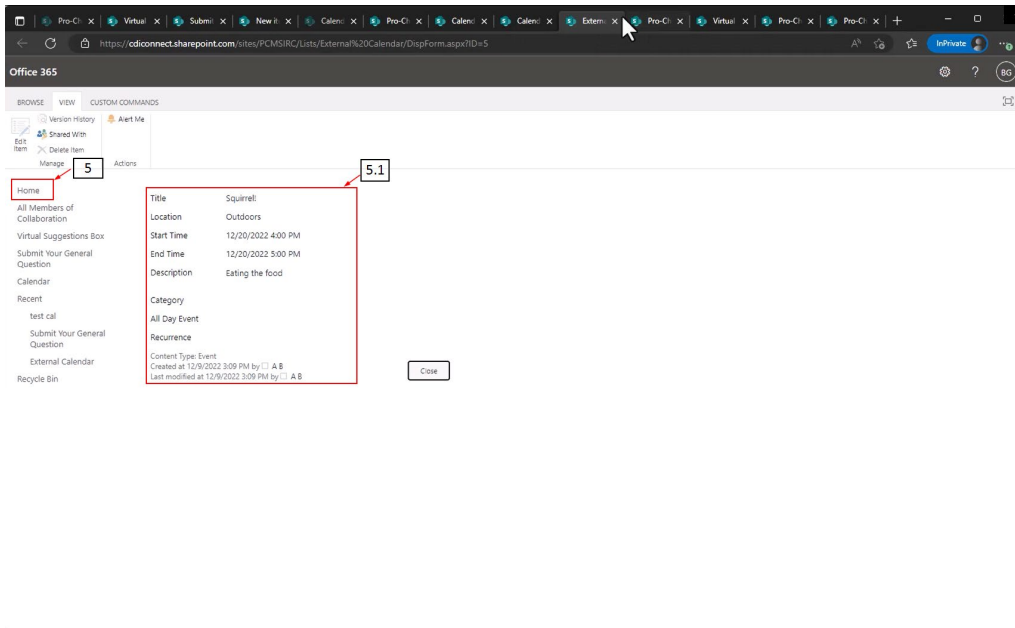 Pro-Ch Virtual Submit New it Calend Pro-Ch Calend Calend Externa Pro-Ch Virtual Pro-Ch Pro-Ch
https://cdiconnect.sharepoint.com/sites/PCMSIRC/Lists/External%20Calendar/DispForm.aspx?ID=5 InPrivate
Office 365 ? BG
BROWSE VIEW CUSTOM COMMANDS
Version History Alert Me
Shared With
Edit
Item
Delete Item
Manage Actions
5
5.1
Home
All Members of
Collaboration
Virtual Suggestions Box
Submit Your General
Question
Calendar
Recent
test cal
Submit Your General
Question
External Calendar
Recycle Bin
Title Squirrel!
Location Outdoors
Start Time 12/20/2022 4:00 PM
End Time 12/20/2022 5:00 PM
Description Eating the food
Category
All Day Event
Recurrence
Content Type: Event
Created at 12/9/2022 3:09 PM by A B
Last modified at 12/9/2022 3:09 PM by A B
Close